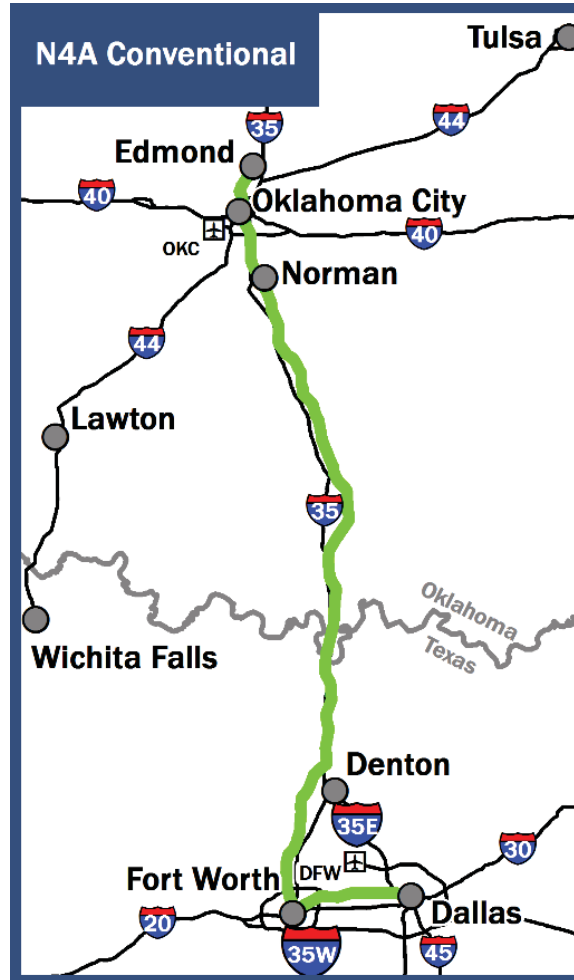 N4A Conventional
Tulsa
35
44
Edmond
40
Oklahoma City
OKC
40
Norman
44
Lawton
35
Oklahoma
Texas
Wichita Falls
Denton
35E
30
DFW
Fort Worth
Dallas
20
35W
45